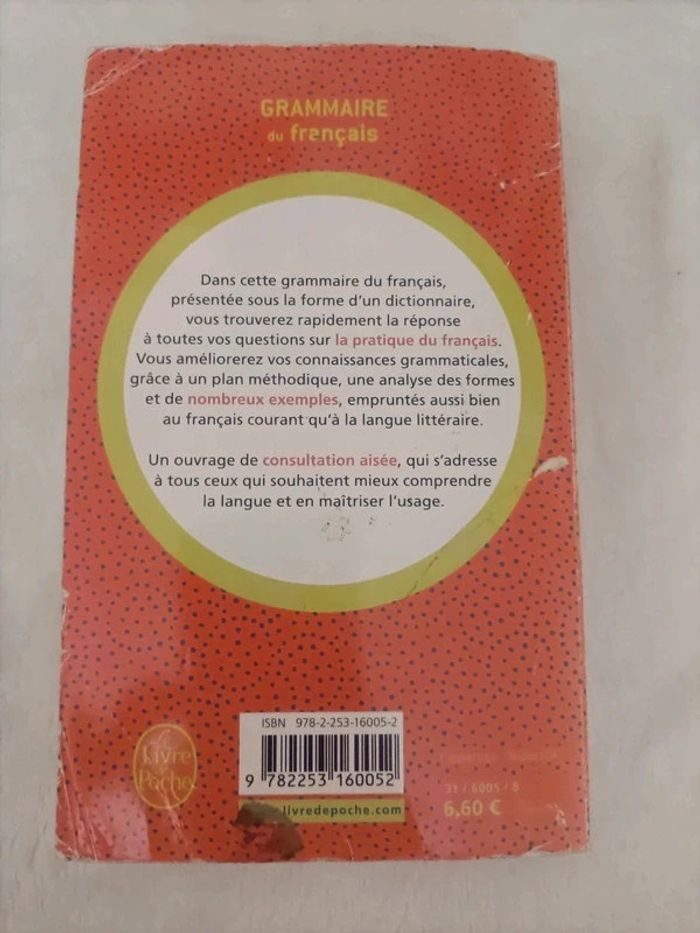 GRAMMAIRE
du français
Dans cette grammaire du français,
présentée sous la forme d'un dictionnaire,
vous trouverez rapidement la réponse
à toutes vos questions sur la pratique du français.
Vous améliorerez vos connaissances grammaticales,
grâce à un plan méthodique, une analyse des formes
et de nombreux exemples, empruntés aussi bien
au français courant qu'à la langue littéraire.
Un ouvrage de consultation aisée, qui s'adresse
à tous ceux qui souhaitent mieux comprendre
la langue et en maîtriser l'usage.
ISBN 978-2-253-16005-2
9 782253 160052
livredepoche.com
Le
Livre
de
Poche
31 / 6005 / 8
6,60 €